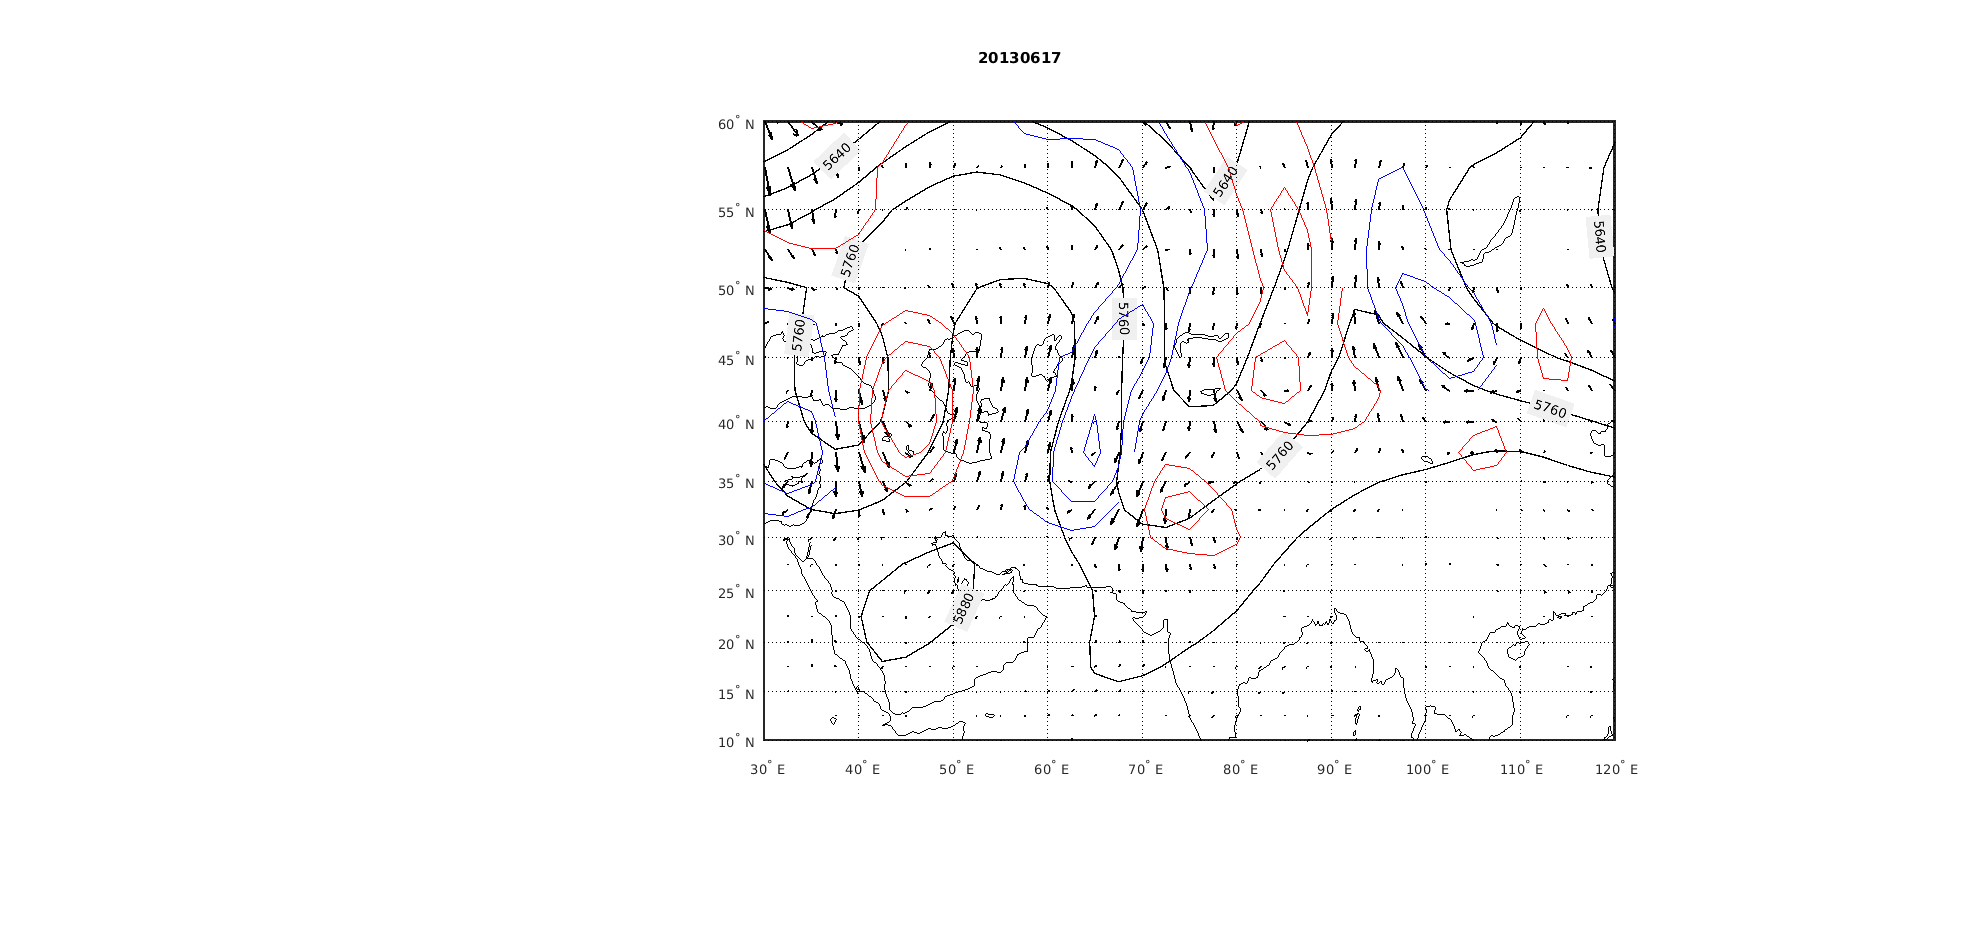 20130617
60° N
55° N
50° N
45° N
40° N
35° N
30° N
25° N
20° N
15° N
10° N
5640
5640
5640
5760
5760
5760
5760
5760
5880
30° E
40° E
50° E
60° E
70° E
80° E
90° E
100° E
110° E
120° E